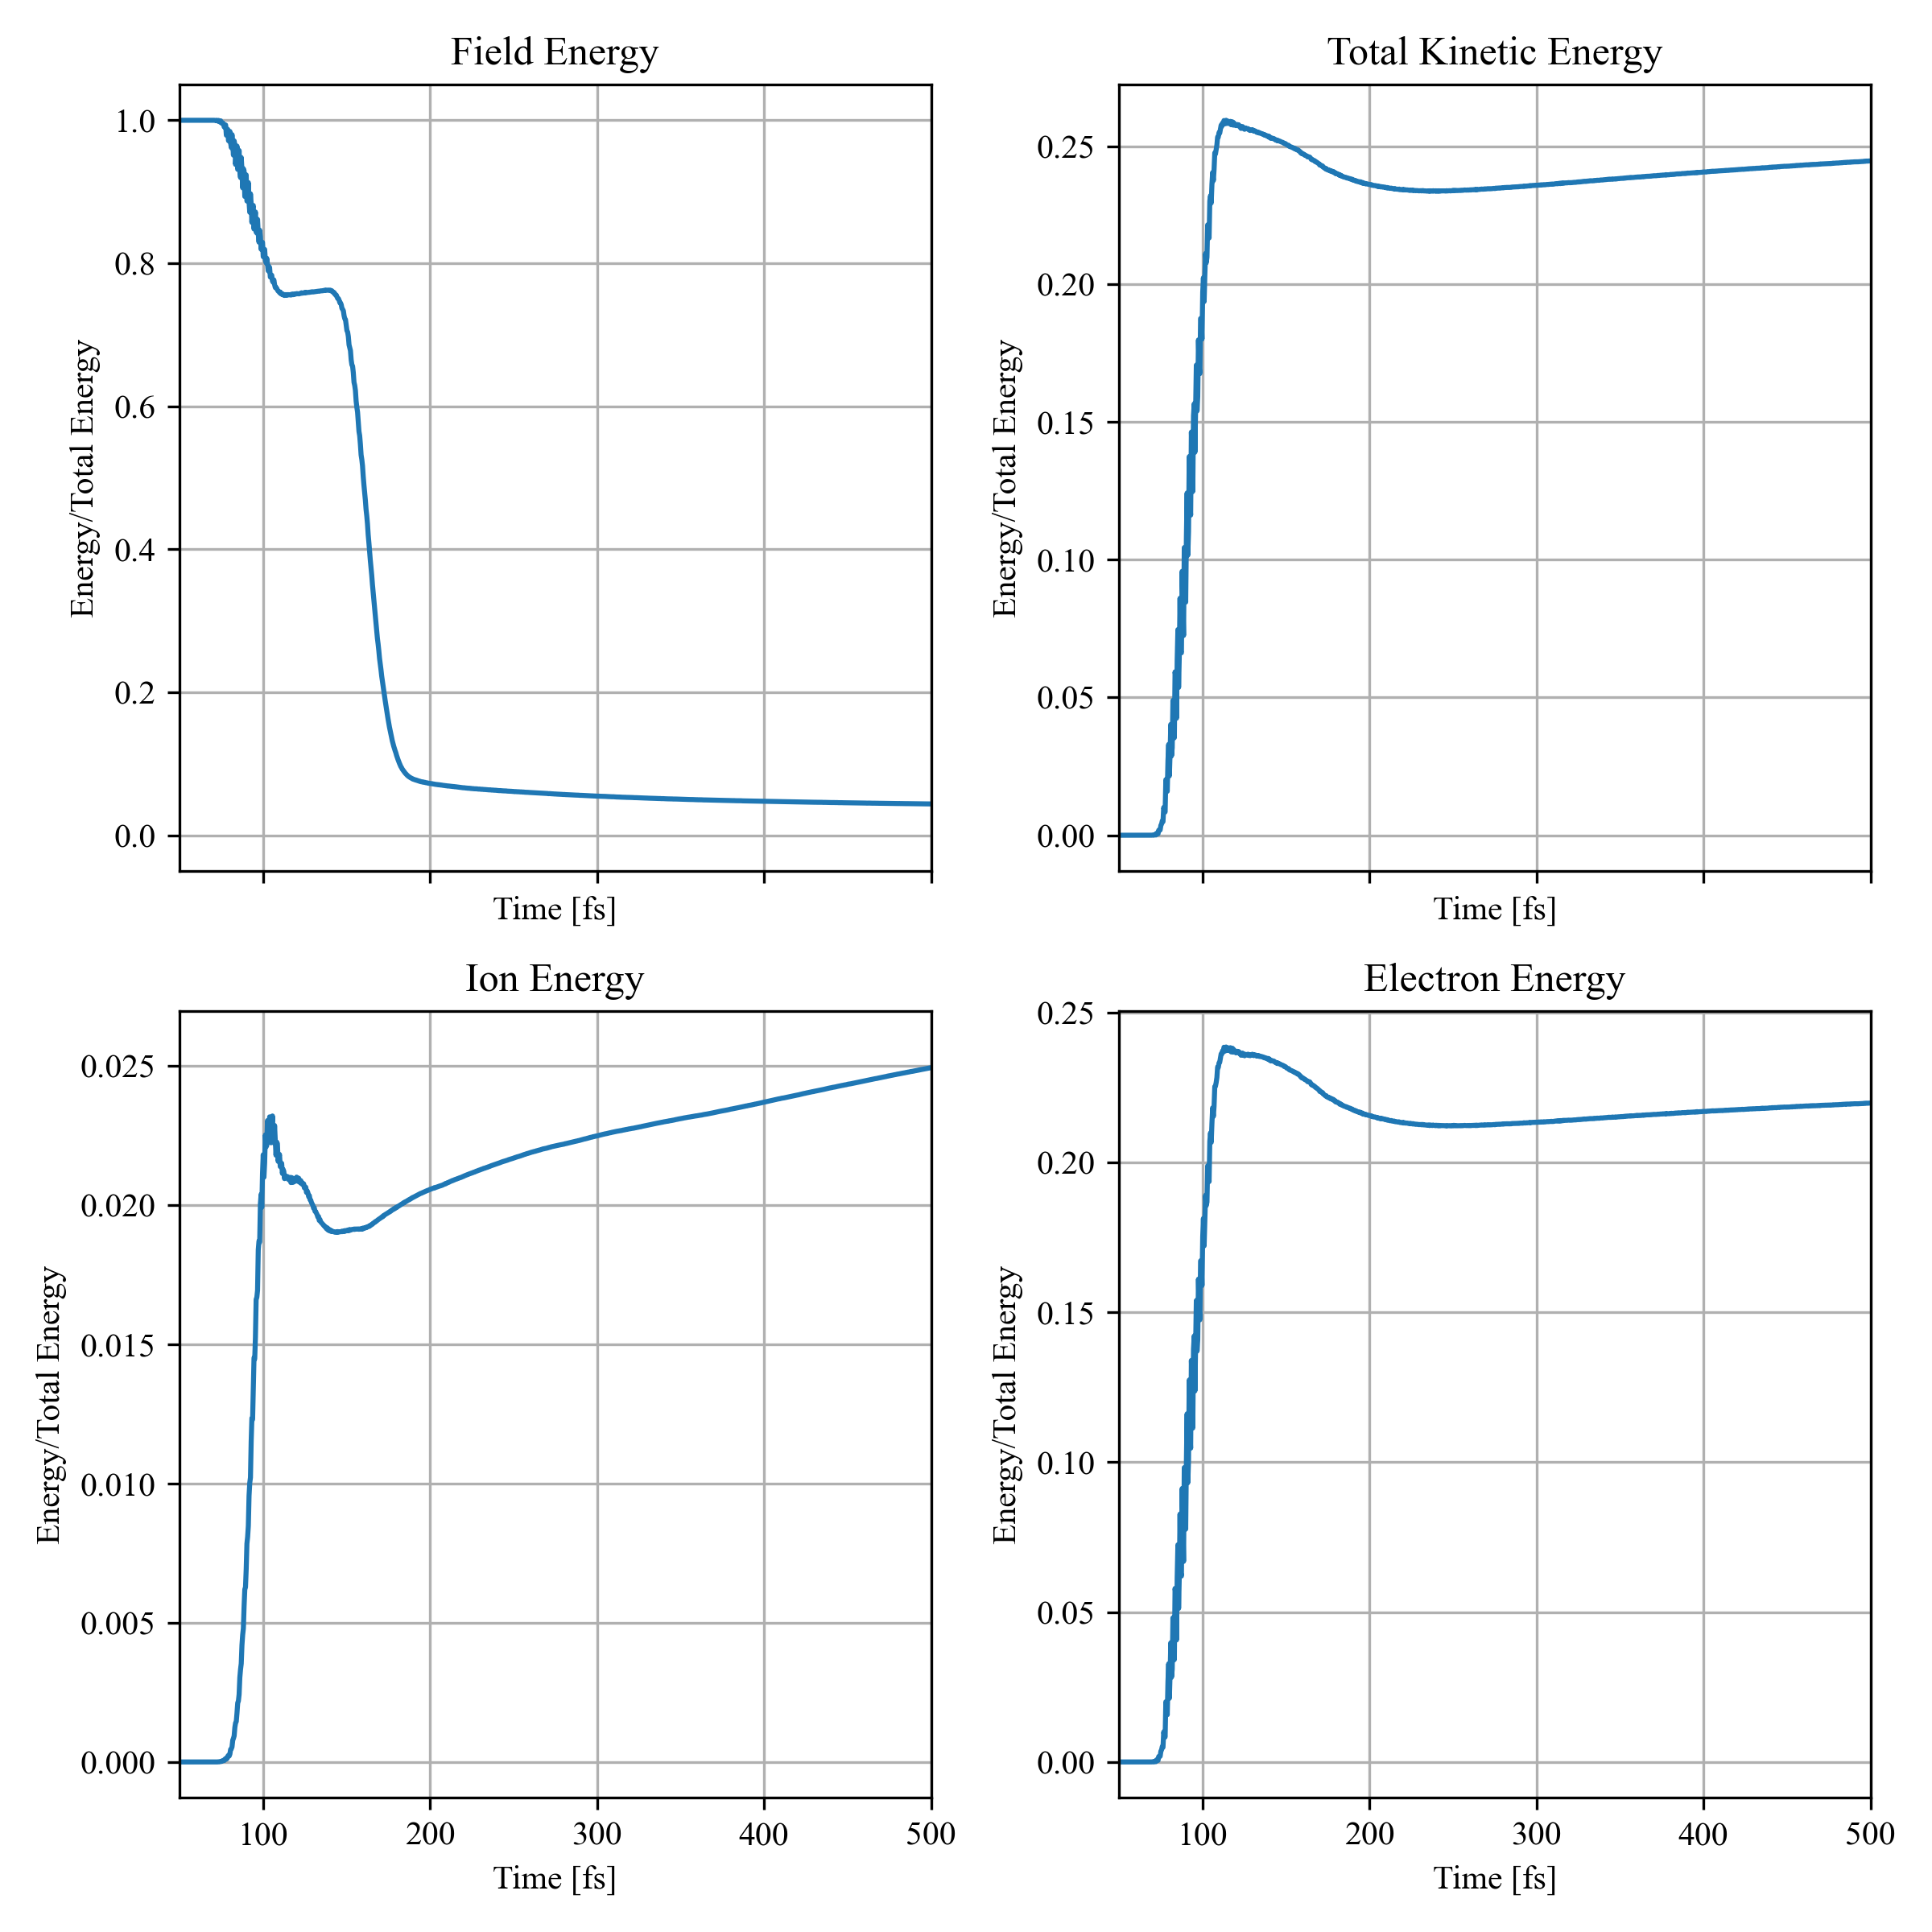 Field Energy
Energy/Total Energy
1.0
0.8
0.6
0.4
0.2
0.0
Time [fs]
Total Kinetic Energy
Energy/Total Energy
0.25
0.20
0.15
0.10
0.05
0.00
Time [fs]
Ion Energy
Energy/Total Energy
0.025
0.020
0.015
0.010
0.005
0.000
100 200 300 400 500
Time [fs]
Electron Energy
Energy/Total Energy
0.25
0.20
0.15
0.10
0.05
0.00
100 200 300 400 500
Time [fs]